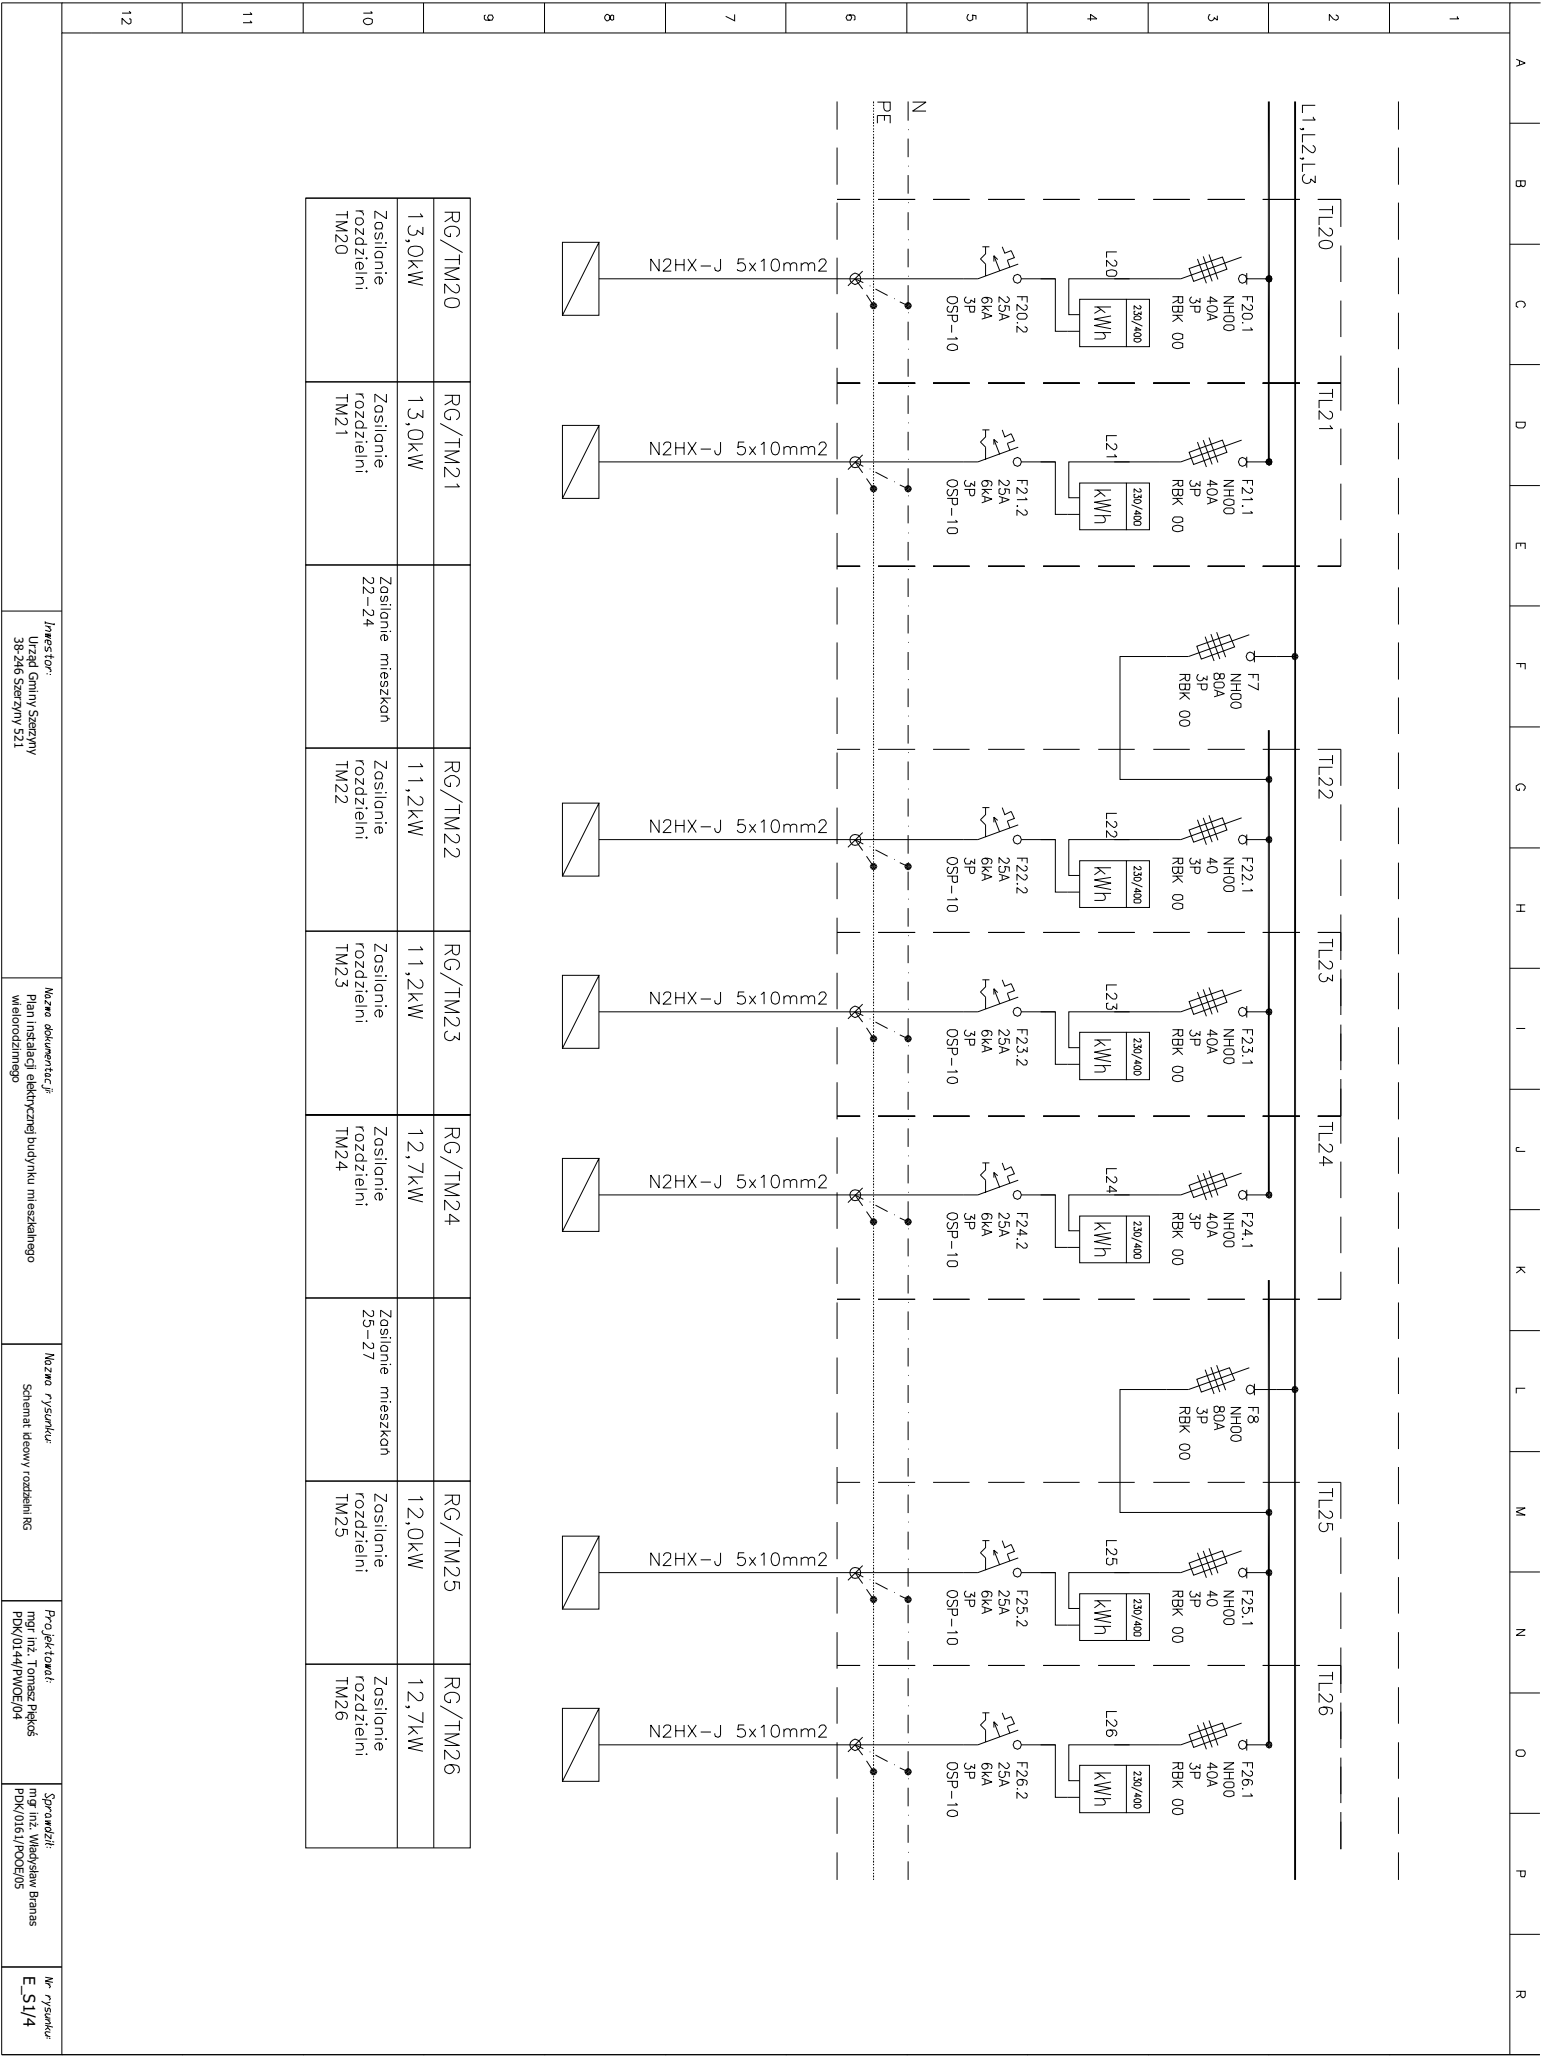 1
2
3
4
5
6
7
8
9
10
11
12
A
B
C
D
E
F
G
H
I
J
K
L
M
N
O
P
R
L1,L2,L3
N
PE
TL20
F20.1
NH00
40A
3P
RBK 00
L20
230/400
kWh
F20.2
25A
6kA
3P
OSP-10
N2HX-J 5x10mm2
TL21
F21.1
NH00
40A
3P
RBK 00
L21
230/400
kWh
F21.2
25A
6kA
3P
OSP-10
N2HX-J 5x10mm2
F7
NH00
80A
3P
RBK 00
TL22
F22.1
NH00
40
3P
RBK 00
L22
230/400
kWh
F22.2
25A
6kA
3P
OSP-10
N2HX-J 5x10mm2
TL23
F23.1
NH00
40A
3P
RBK 00
L23
230/400
kWh
F23.2
25A
6kA
3P
OSP-10
N2HX-J 5x10mm2
TL24
F24.1
NH00
40A
3P
RBK 00
L24
230/400
kWh
F24.2
25A
6kA
3P
OSP-10
N2HX-J 5x10mm2
F8
NH00
80A
3P
RBK 00
TL25
F25.1
NH00
40
3P
RBK 00
L25
230/400
kWh
F25.2
25A
6kA
3P
OSP-10
N2HX-J 5x10mm2
TL26
F26.1
NH00
40A
3P
RBK 00
L26
230/400
kWh
F26.2
25A
6kA
3P
OSP-10
N2HX-J 5x10mm2
RG/TM20
13,0kW
Zasilanie
rozdzielni
TM20
RG/TM21
13,0kW
Zasilanie
rozdzielni
TM21
Zasilanie mieszkań
22-24
RG/TM22
11,2kW
Zasilanie
rozdzielni
TM22
RG/TM23
11,2kW
Zasilanie
rozdzielni
TM23
RG/TM24
12,7kW
Zasilanie
rozdzielni
TM24
Zasilanie mieszkań
25-27
RG/TM25
12,0kW
Zasilanie
rozdzielni
TM25
RG/TM26
12,7kW
Zasilanie
rozdzielni
TM26
Inwestor:
Urząd Gminy Szerzyny
38-246 Szerzyny 521
Nazwa dokumentacji:
Plan instalacji elektrycznej budynku mieszkalnego
wielorodzinnego
Nazwa rysunku:
Schemat ideowy rozdzielni RG
Projektował:
mgr inż. Tomasz Piękoś
PDK/0144/PWOE/04
Sprawdził:
mgr inż. Władysław Branas
PDK/0161/POOE/05
Nr rysunku:
E_S1/4